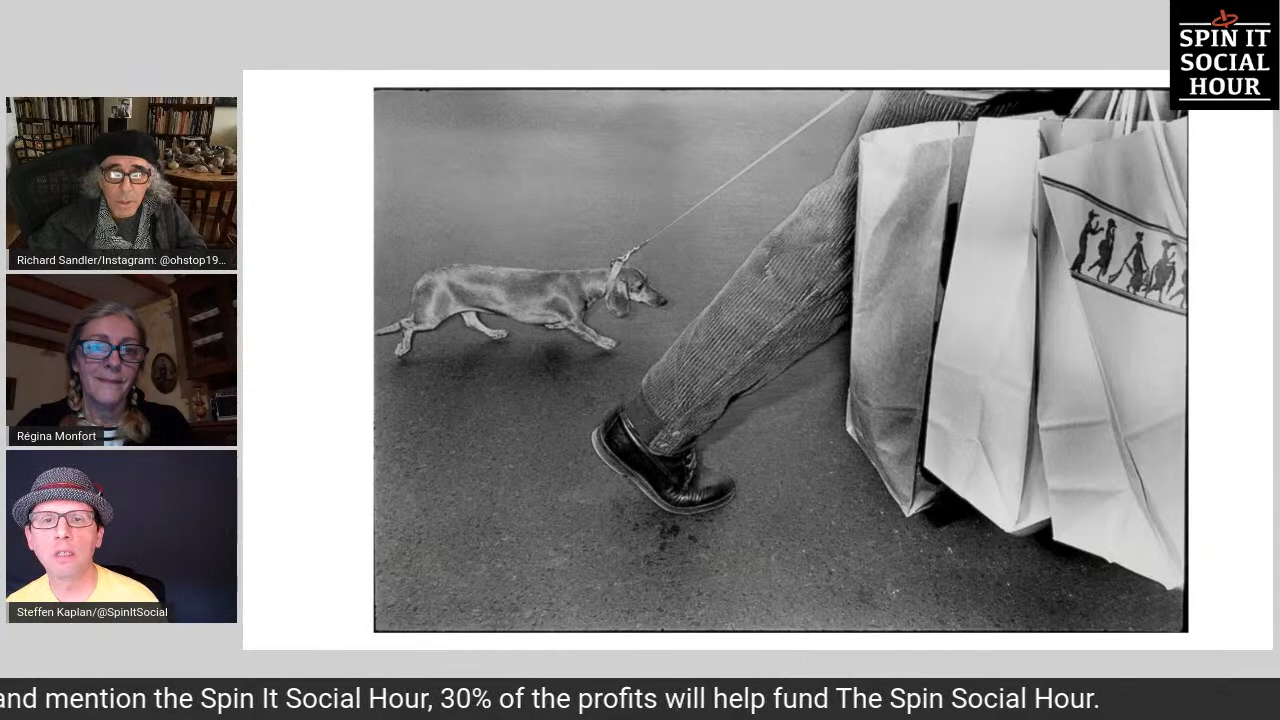 SPIN IT
SOCIAL
HOUR
Richard Sandler/Instagram: @ohstop19...
Régina Monfort
Steffen Kaplan/@SpinItSocial
and mention the Spin It Social Hour, 30% of the profits will help fund The Spin Social Hour.